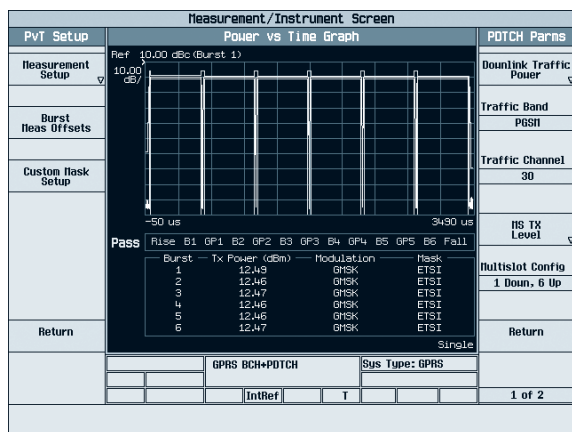 Measurement/Instrument Screen
PvT Setup
Power vs Time Graph
PDTCH Parms
Measurement
Setup
Burst
Meas Offsets
Custom Mask
Setup
Return
Ref 10.00 dBc (Burst 1)
10.00
dB/
-50 us
3490 us
Pass
Rise B1 GP1 B2 GP2 B3 GP3 B4 GP4 B5 GP5 B6 Fall
Burst Tx Power (dBm) Modulation Mask
1 12.49 GMSK ETSI
2 12.46 GMSK ETSI
3 12.47 GMSK ETSI
4 12.46 GMSK ETSI
5 12.46 GMSK ETSI
6 12.47 GMSK ETSI
Single
GPRS BCH+PDTCH
Sys Type: GPRS
IntRef
T
Downlink Traffic
Power
Traffic Band
PGSM
Traffic Channel
30
MS TX
Level
Multislot Config
1 Down, 6 Up
Return
1 of 2